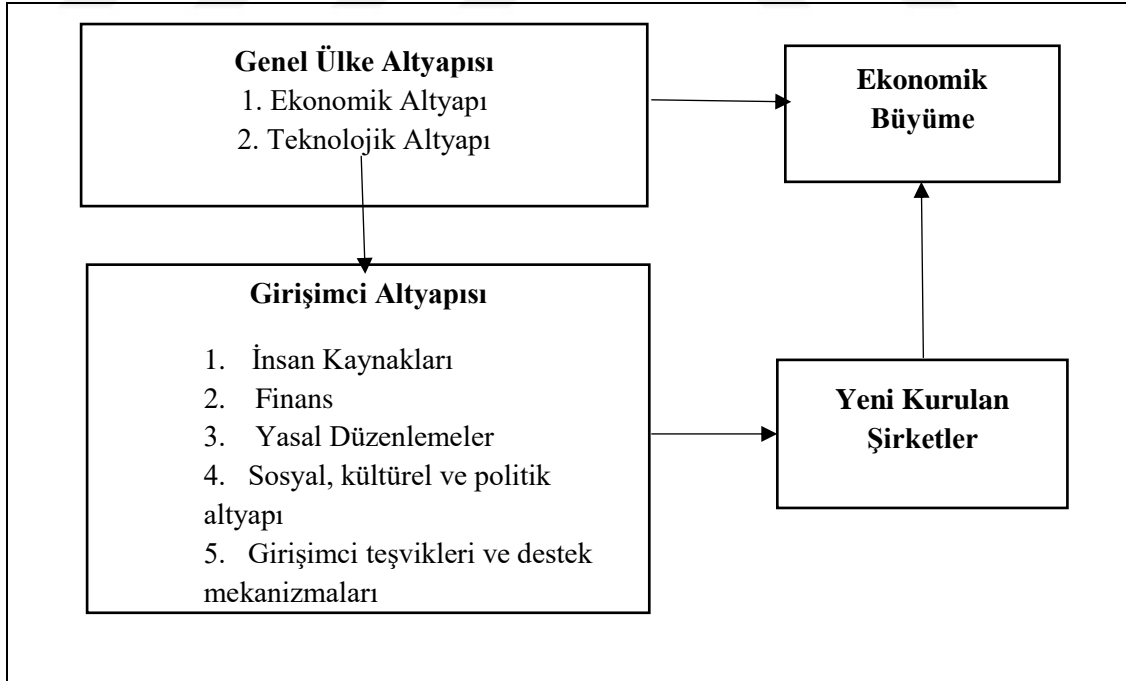 Genel Ülke Altyapısı
1. Ekonomik Altyapı
2. Teknolojik Altyapı
Ekonomik
Büyüme
Girişimci Altyapısı
1. İnsan Kaynakları
2. Finans
3. Yasal Düzenlemeler
4. Sosyal, kültürel ve politik
altyapı
5. Girişimci teşvikleri ve destek
mekanizmaları
Yeni Kurulan
Şirketler